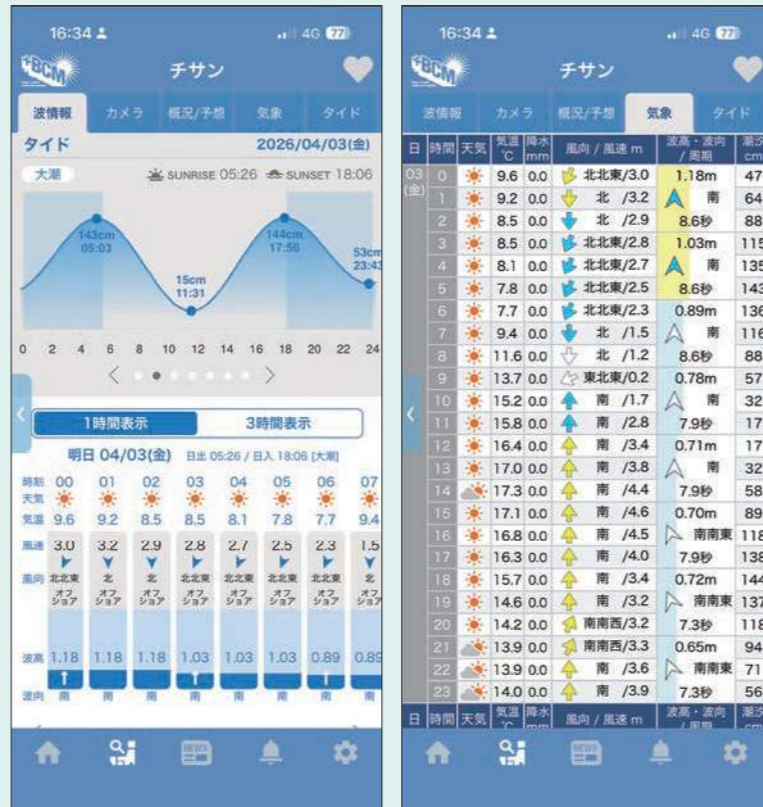 16:34
4G 77
BCM
チサン
波情報 カメラ 概況/予想 気象 タイド
タイド 2026/04/03(金)
大潮 SUNRISE 05:26 SUNSET 18:06
143cm
05:03
15cm
11:31
144cm
17:56
53cm
23:43
0 2 4 6 8 10 12 14 16 18 20 22 24
1時間表示 3時間表示
明日 04/03(金) 日出 05:26 / 日入 18:06 [大潮]
時刻 00 01 02 03 04 05 06 07
天気
気温 9.6 9.2 8.5 8.5 8.1 7.8 7.7 9.4
風速 3.0 3.2 2.9 2.8 2.7 2.5 2.3 1.5
風向 北北東 北 北 北北東 北北東 北北東 北北東 北
オフ オフ オフ オフ オフ オフ オフ オフ
ショア ショア ショア ショア ショア ショア ショア ショア
波高 1.18 1.18 1.18 1.03 1.03 1.03 0.89 0.89
波向 南 南 南 南 南 南 南 南
NEWS
16:34
4G 77
BCM
チサン
波情報 カメラ 概況/予想 気象 タイド
日 時間 天気 気温℃ 降水mm 風向 / 風速 m 波高・波向/周期 潮汐cm
03(金) 0 9.6 0.0 北北東/3.0 1.18m 47
1 9.2 0.0 北 /3.2 南 64
2 8.5 0.0 北 /2.9 8.6秒 88
3 8.5 0.0 北北東/2.8 1.03m 115
4 8.1 0.0 北北東/2.7 南 135
5 7.8 0.0 北北東/2.5 8.6秒 143
6 7.7 0.0 北北東/2.3 0.89m 136
7 9.4 0.0 北 /1.5 南 116
8 11.6 0.0 北 /1.2 8.6秒 88
9 13.7 0.0 東北東/0.2 0.78m 57
10 15.2 0.0 南 /1.7 南 32
11 15.8 0.0 南 /2.8 7.9秒 17
12 16.4 0.0 南 /3.4 0.71m 17
13 17.0 0.0 南 /3.8 南 32
14 17.3 0.0 南 /4.4 7.9秒 58
15 17.1 0.0 南 /4.6 0.70m 89
16 16.8 0.0 南 /4.5 南南東 118
17 16.3 0.0 南 /4.0 7.9秒 138
18 15.7 0.0 南 /3.4 0.72m 144
19 14.6 0.0 南 /3.2 南南東 137
20 14.2 0.0 南南西/3.2 7.3秒 118
21 13.9 0.0 南南西/3.3 0.65m 94
22 13.9 0.0 南 /3.6 南南東 71
23 14.0 0.0 南 /3.9 7.3秒 56
日 時間 天気 気温℃ 降水mm 風向 / 風速 m 波高・波向/周期 潮汐cm
NEWS